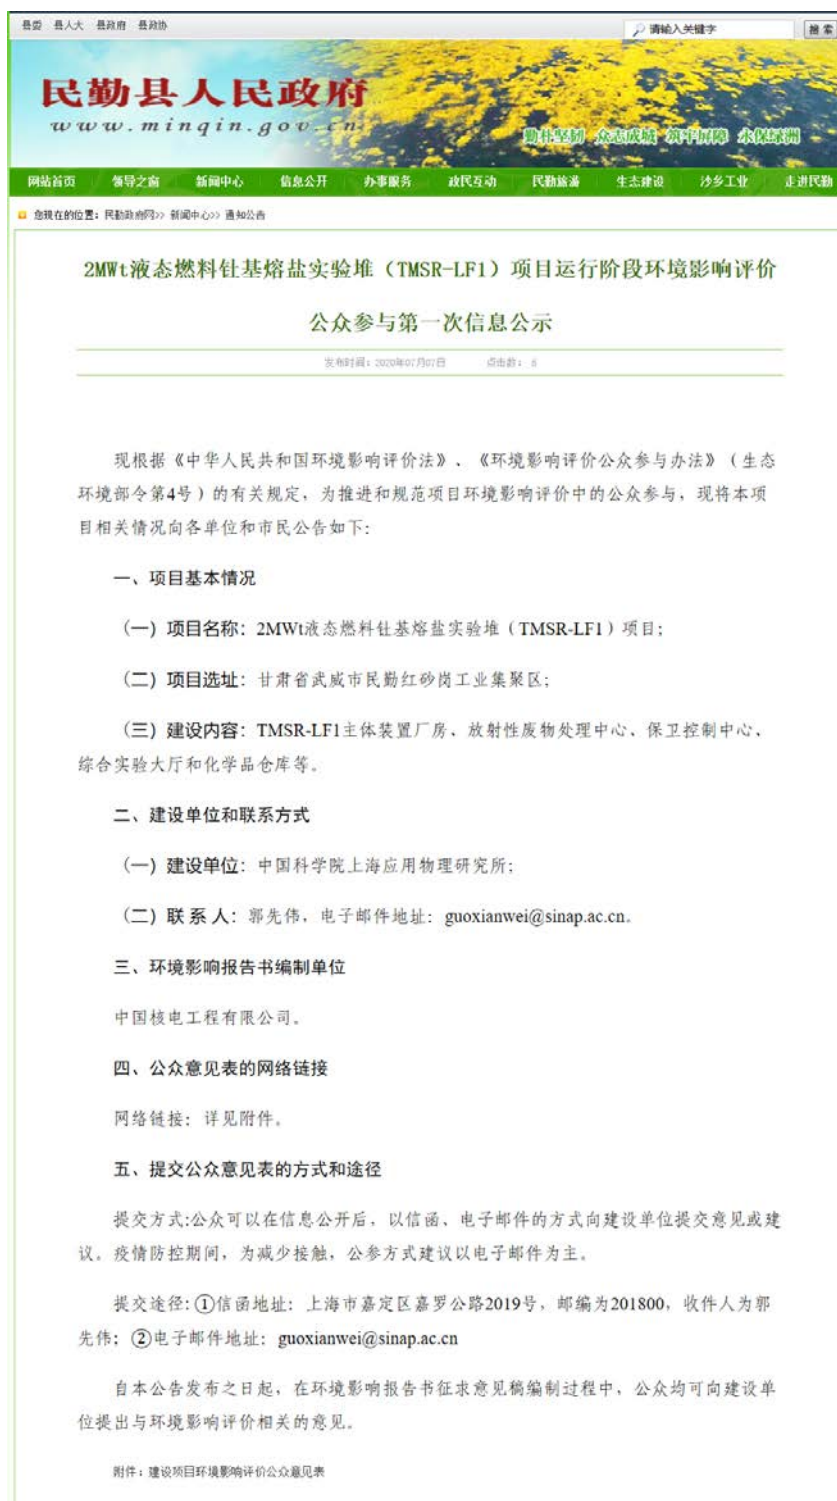 县委 县人大 县政府 县政协
请输入关键字 搜索
民勤县人民政府
www.minqin.gov.cn
勤朴坚韧 众志成城 筑牢屏障 永保绿洲
网站首页 领导之窗 新闻中心 信息公开 办事服务 政民互动 民勤旅游 生态建设 沙乡工业 走进民勤
您现在的位置：民勤政府网>> 新闻中心>> 通知公告
2MWt液态燃料钍基熔盐实验堆（TMSR-LF1）项目运行阶段环境影响评价
公众参与第一次信息公示
发布时间：2020年07月07日 点击数： 6
现根据《中华人民共和国环境影响评价法》、《环境影响评价公众参与办法》（生态
环境部令第4号）的有关规定，为推进和规范项目环境影响评价中的公众参与，现将本项
目相关情况向各单位和市民公告如下：
一、项目基本情况
（一）项目名称：2MWt液态燃料钍基熔盐实验堆（TMSR-LF1）项目；
（二）项目选址：甘肃省武威市民勤红砂岗工业集聚区；
（三）建设内容：TMSR-LF1主体装置厂房、放射性废物处理中心、保卫控制中心、
综合实验大厅和化学品仓库等。
二、建设单位和联系方式
（一）建设单位：中国科学院上海应用物理研究所；
（二）联 系 人：郭先伟，电子邮件地址：guoxianwei@sinap.ac.cn。
三、环境影响报告书编制单位
中国核电工程有限公司。
四、公众意见表的网络链接
网络链接：详见附件。
五、提交公众意见表的方式和途径
提交方式:公众可以在信息公开后，以信函、电子邮件的方式向建设单位提交意见或建
议。疫情防控期间，为减少接触，公参方式建议以电子邮件为主。
提交途径:①信函地址：上海市嘉定区嘉罗公路2019号，邮编为201800，收件人为郭
先伟；②电子邮件地址：guoxianwei@sinap.ac.cn
自本公告发布之日起，在环境影响报告书征求意见稿编制过程中，公众均可向建设单
位提出与环境影响评价相关的意见。
附件：建设项目环境影响评价公众意见表